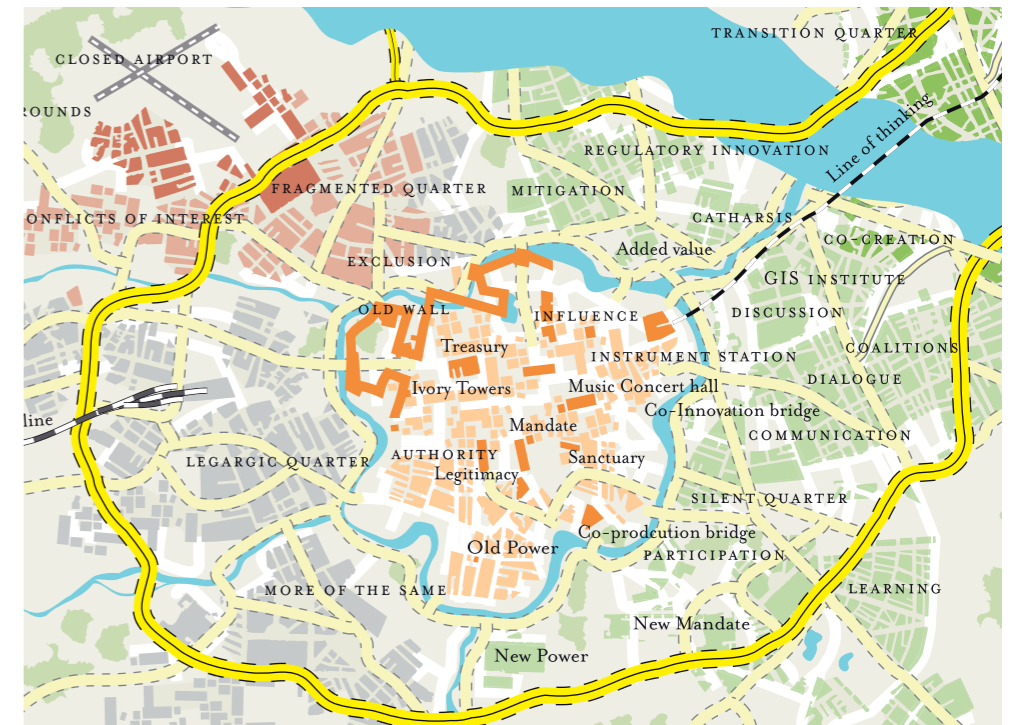 TRANSITION QUARTER
CLOSED AIRPORT
ROUNDS
Line of thinking
REGULATORY INNOVATION
FRAGMENTED QUARTER
MITIGATION
ONFLICTS OF INTEREST
CATHARSIS
CO-CREATION
Added value
EXCLUSION
GIS INSTITUTE
OLD WALL
INFLUENCE
DISCUSSION
Treasury
INSTRUMENT STATION
COALITIONS
Ivory Towers
Music Concert hall
DIALOGUE
line
Co-Innovation bridge
Mandate
COMMUNICATION
AUTHORITY
Sanctuary
LEGARGIC QUARTER
Legitimacy
SILENT QUARTER
Co-prodcution bridge
Old Power
PARTICIPATION
MORE OF THE SAME
LEARNING
New Mandate
New Power